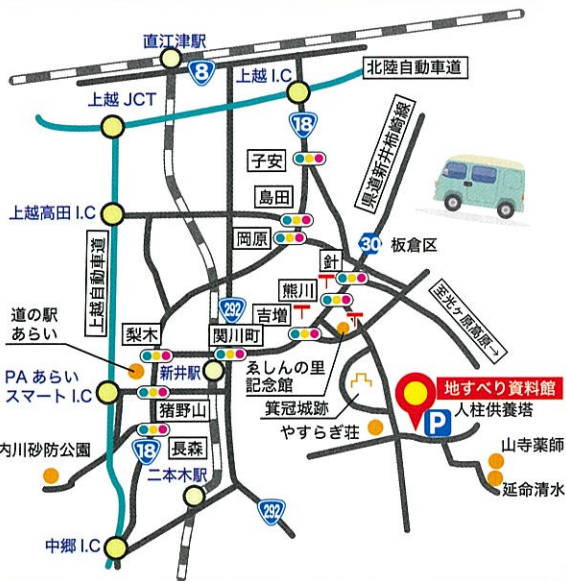 直江津駅
8
上越 I.C
北陸自動車道
上越 JCT
18
県道新井柿崎線
子安
島田
上越高田 I.C
岡原
30
板倉区
針
上越自動車道
熊川
至光ヶ原高原→
292
吉増
道の駅
あらい
梨木
関川町
新井駅
ゑしんの里
記念館
PA あらい
スマート I.C
箕冠城跡
地すべり資料館
猪野山
P
人柱供養塔
やすらぎ荘
内川砂防公園
18
長森
山寺薬師
二本木駅
延命清水
292
中郷 I.C